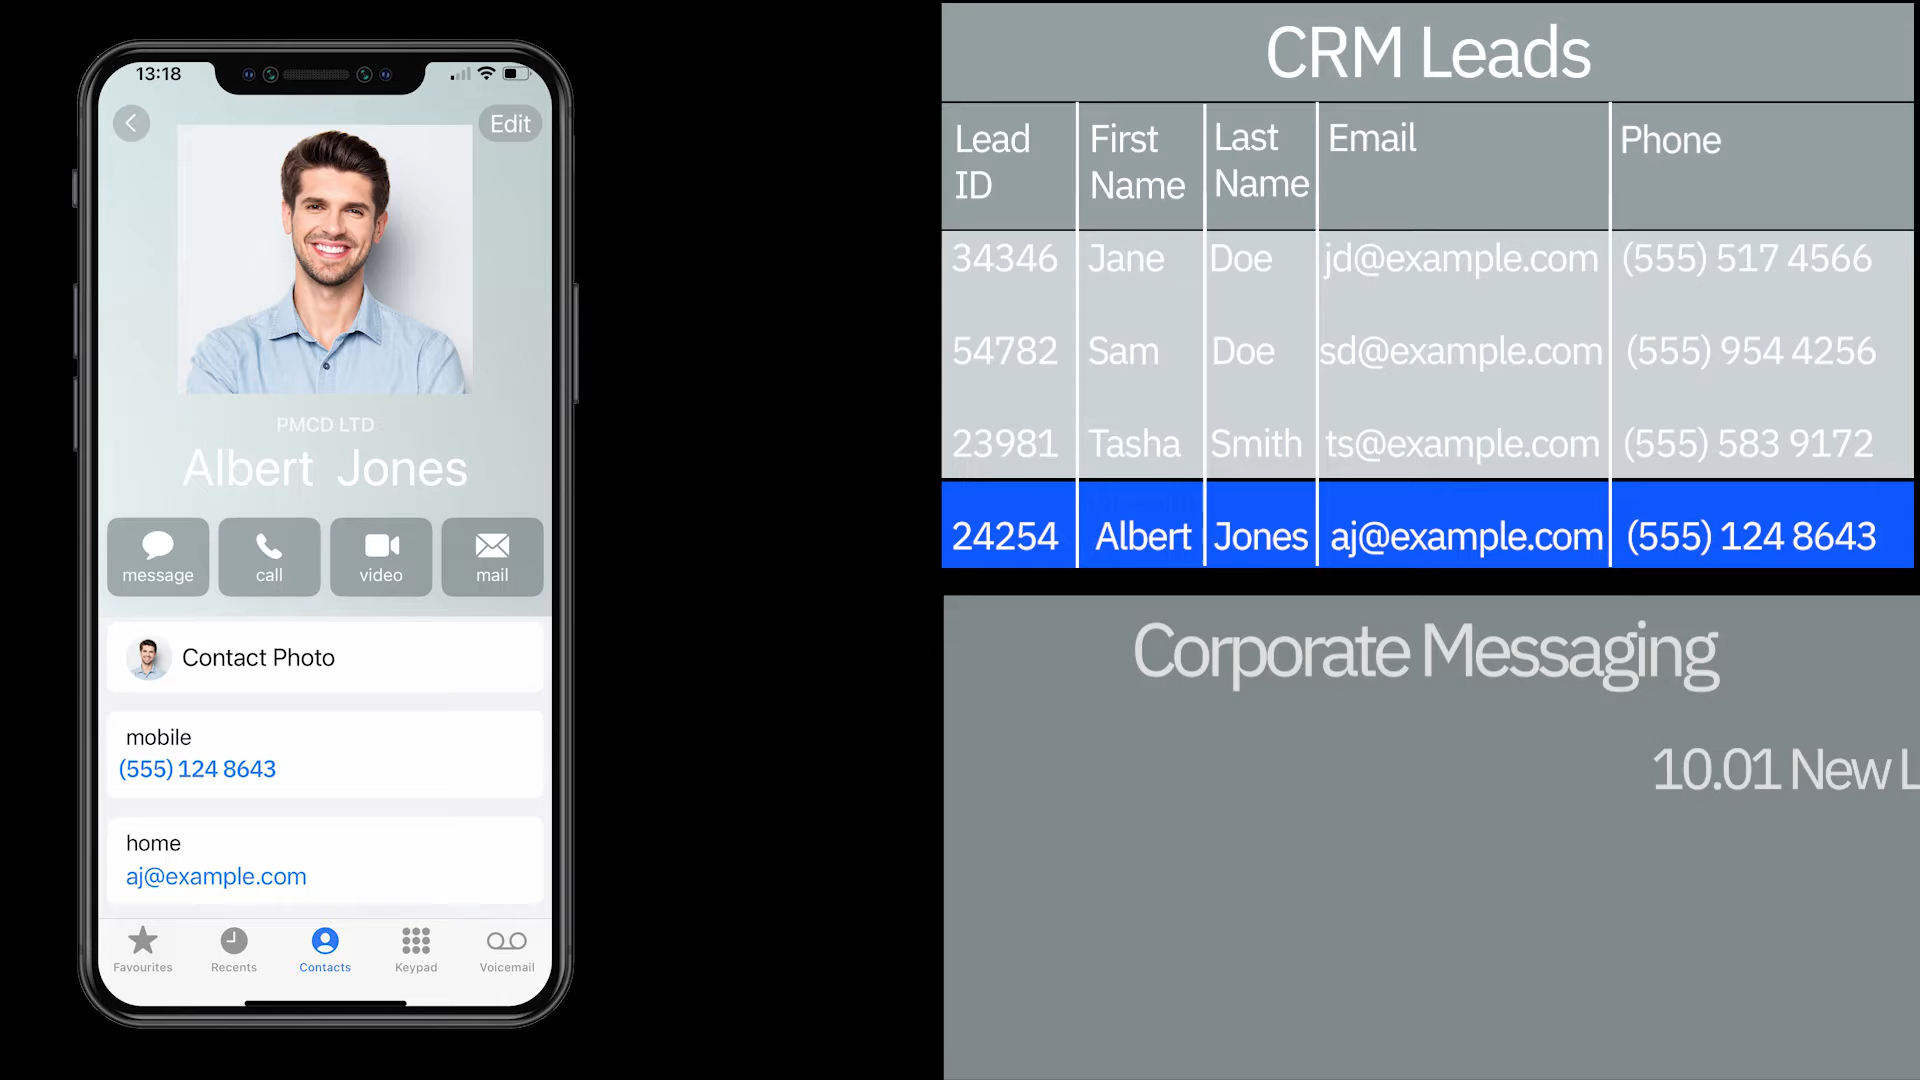 13:18
Edit
PMCD LTD
Albert Jones
message call video mail
Contact Photo
mobile
(555) 124 8643
home
aj@example.com
Favourites Recents Contacts Keypad Voicemail
CRM Leads
Lead ID First Name Last Name Email Phone
34346 Jane Doe jd@example.com (555) 517 4566
54782 Sam Doe sd@example.com (555) 954 4256
23981 Tasha Smith ts@example.com (555) 583 9172
24254 Albert Jones aj@example.com (555) 124 8643
Corporate Messaging
10.01 New L